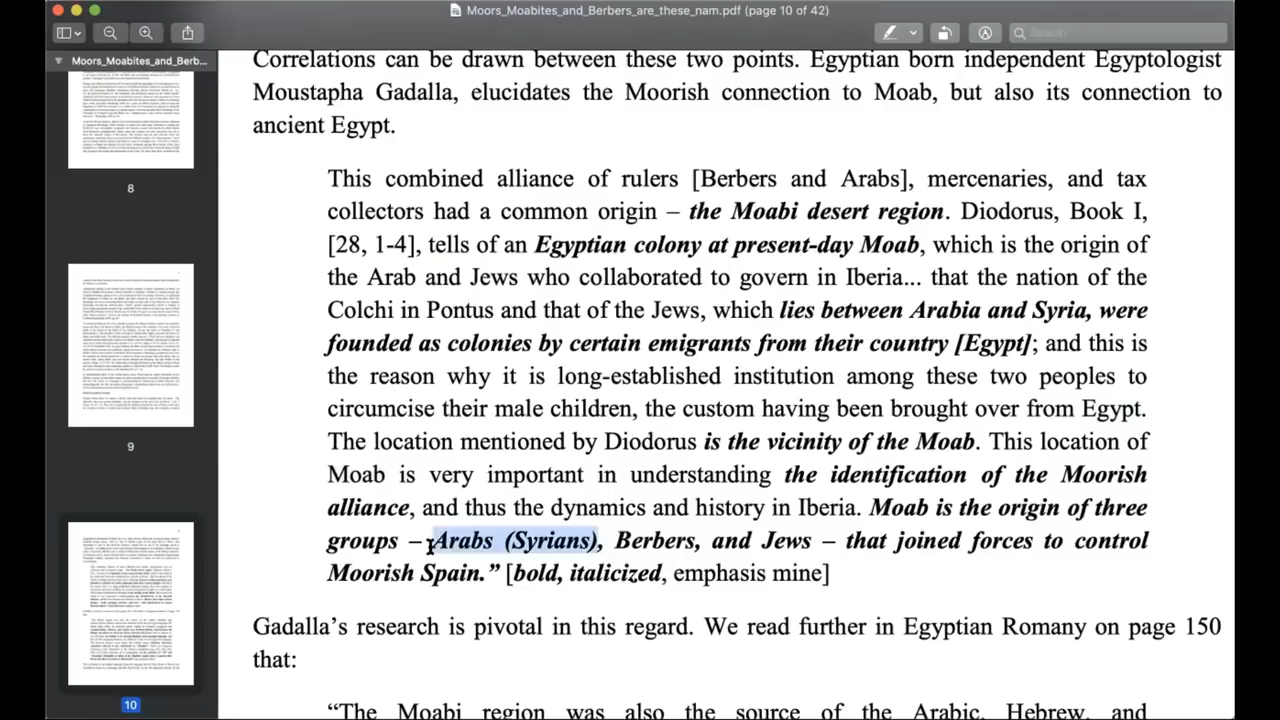 Moors_Moabites_and_Berbers_are_these_nam.pdf (page 10 of 42)
Search
Moors_Moabites_and_Berb...
8
9
10
Correlations can be drawn between these two points. Egyptian born independent Egyptologist
Moustapha Gadalla, elucidates the Moorish connection to Moab, but also its connection to
ancient Egypt.
This combined alliance of rulers [Berbers and Arabs], mercenaries, and tax
collectors had a common origin – the Moabi desert region. Diodorus, Book I,
[28, 1-4], tells of an Egyptian colony at present-day Moab, which is the origin of
the Arab and Jews who collaborated to govern in Iberia... that the nation of the
Colchi in Pontus and that of the Jews, which lies between Arabia and Syria, were
founded as colonies by certain emigrants from their country [Egypt]; and this is
the reason why it is long-established institution among these two peoples to
circumcise their male children, the custom having been brought over from Egypt.
The location mentioned by Diodorus is the vicinity of the Moab. This location of
Moab is very important in understanding the identification of the Moorish
alliance, and thus the dynamics and history in Iberia. Moab is the origin of three
groups – Arabs (Syrians), Berbers, and Jews – that joined forces to control
Moorish Spain.” [Bold italicized, emphasis mine]
Gadalla’s research is pivotal in this regard. We read further in Egyptian Romany on page 150
that:
“The Moabi region was also the source of the Arabic, Hebrew, and